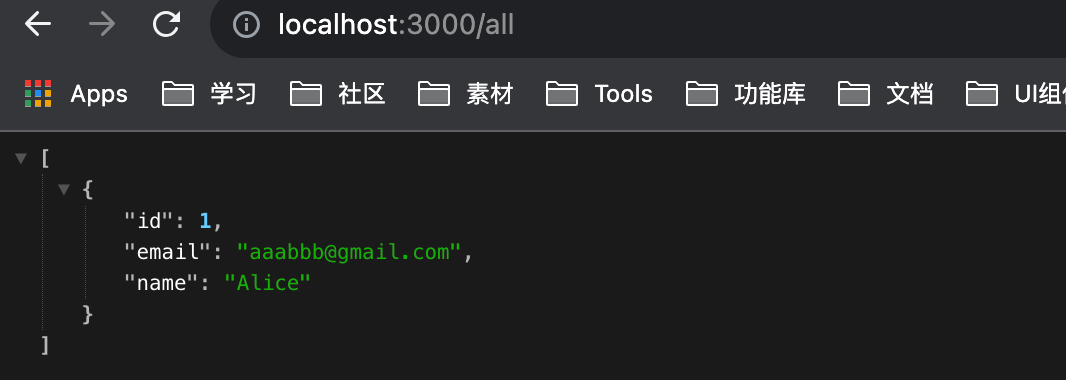 localhost:3000/all
Apps 学习 社区 素材 Tools 功能库 文档 UI组
[
{
"id": 1,
"email": "aaabbb@gmail.com",
"name": "Alice"
}
]